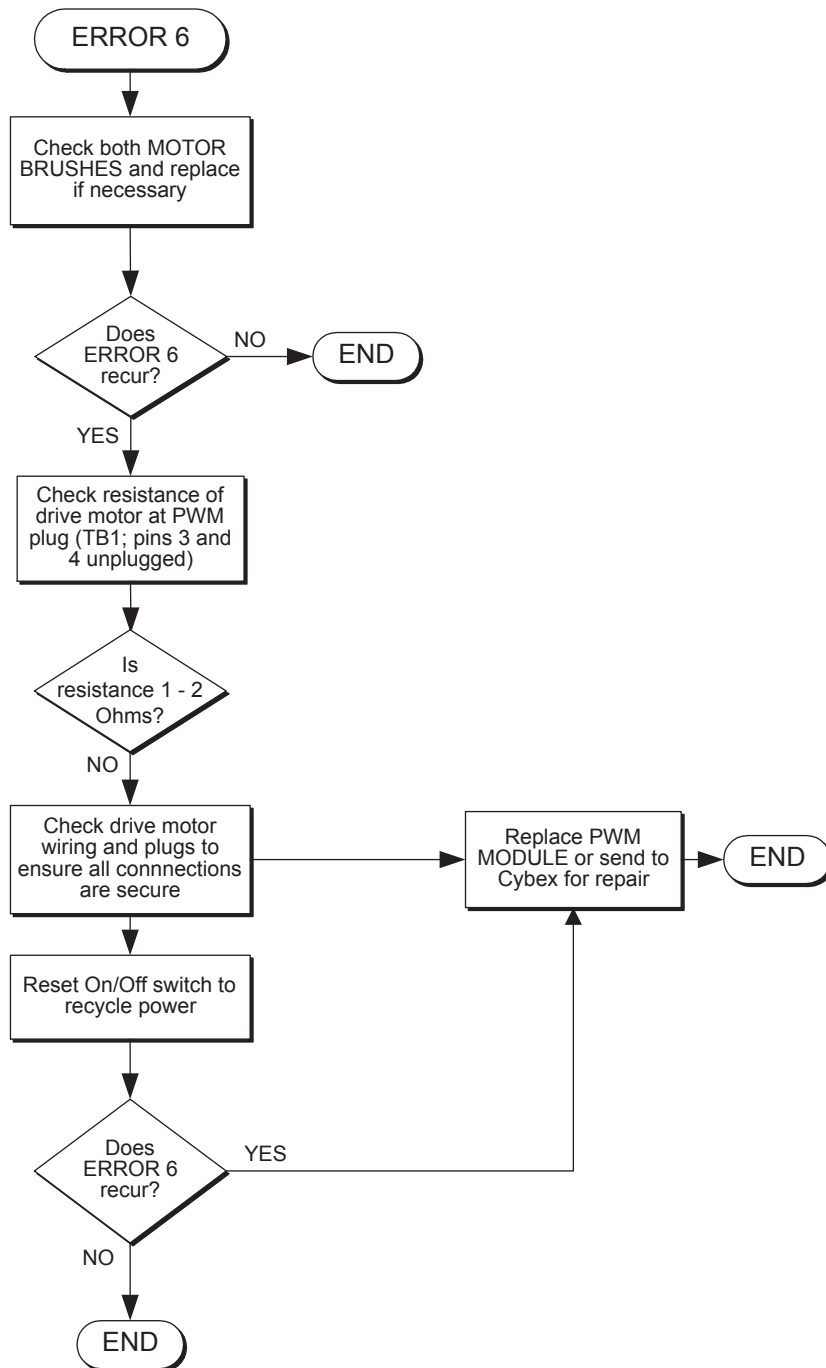 ERROR 6
Check both MOTOR
BRUSHES and replace
if necessary
Does
ERROR 6
recur?
NO
END
YES
Check resistance of
drive motor at PWM
plug (TB1; pins 3 and
4 unplugged)
Is
resistance 1 - 2
Ohms?
NO
Check drive motor
wiring and plugs to
ensure all connnections
are secure
Replace PWM
MODULE or send to
Cybex for repair
END
Reset On/Off switch to
recycle power
Does
ERROR 6
recur?
YES
NO
END